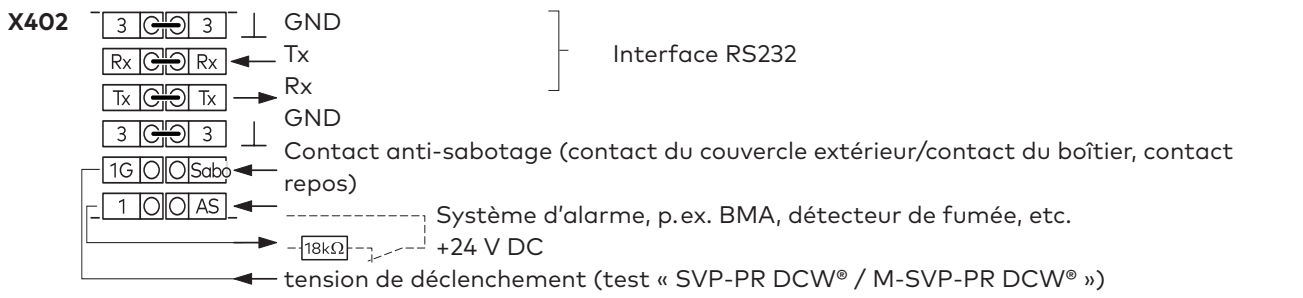 X402 3 3 GND
Rx Rx Tx
Interface RS232
Tx Tx Rx
3 3 GND
1G Sabo Contact anti-sabotage (contact du couvercle extérieur/contact du boîtier, contact
repos)
1 AS
Système d'alarme, p.ex. BMA, détecteur de fumée, etc.
18kΩ +24 V DC
tension de déclenchement (test « SVP-PR DCW® / M-SVP-PR DCW® »)